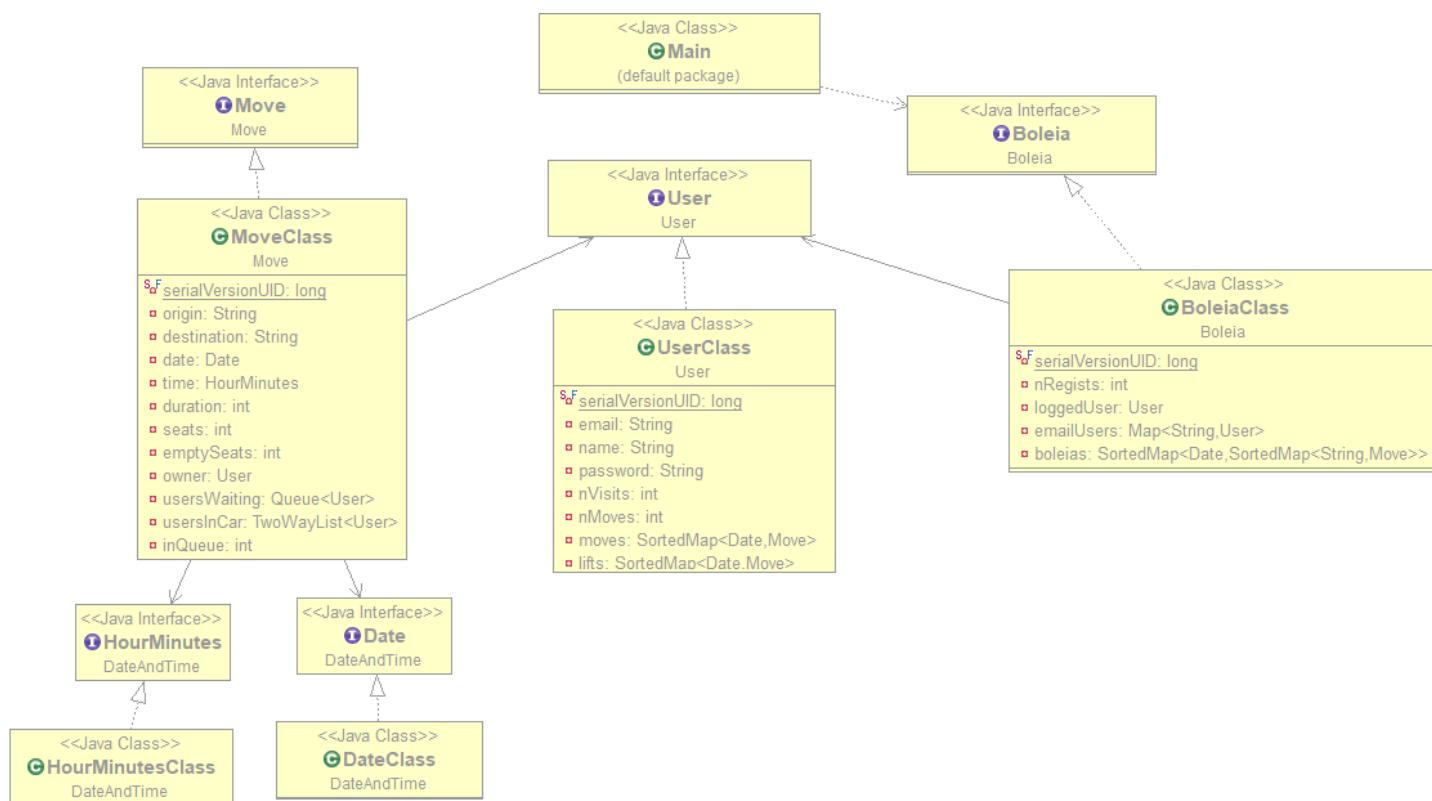 <<Java Class>>
Main
(default package)
<<Java Interface>>
Move
Move
<<Java Interface>>
Boleia
Boleia
<<Java Interface>>
User
User
<<Java Class>>
MoveClass
Move
serialVersionUID: long
origin: String
destination: String
date: Date
time: HourMinutes
duration: int
seats: int
emptySeats: int
owner: User
usersWaiting: Queue<User>
usersInCar: TwoWayList<User>
inQueue: int
<<Java Class>>
UserClass
User
serialVersionUID: long
email: String
name: String
password: String
nVisits: int
nMoves: int
moves: SortedMap<Date,Move>
lifts: SortedMap<Date.Move>
<<Java Class>>
BoleiaClass
Boleia
serialVersionUID: long
nRegists: int
loggedUser: User
emailUsers: Map<String,User>
boleias: SortedMap<Date,SortedMap<String,Move>>
<<Java Interface>>
HourMinutes
DateAndTime
<<Java Interface>>
Date
DateAndTime
<<Java Class>>
HourMinutesClass
DateAndTime
<<Java Class>>
DateClass
DateAndTime